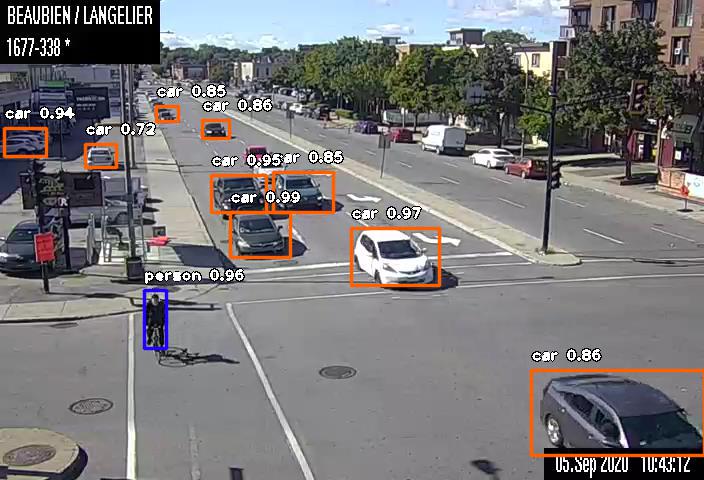 BEAUBIEN / LANGELIER
1677-338 *
car 0.85
car 0.86
car 0.94
car 0.72
car 0.95
car 0.85
car 0.99
car 0.97
person 0.96
car 0.86
05.Sep 2020 10:43:12